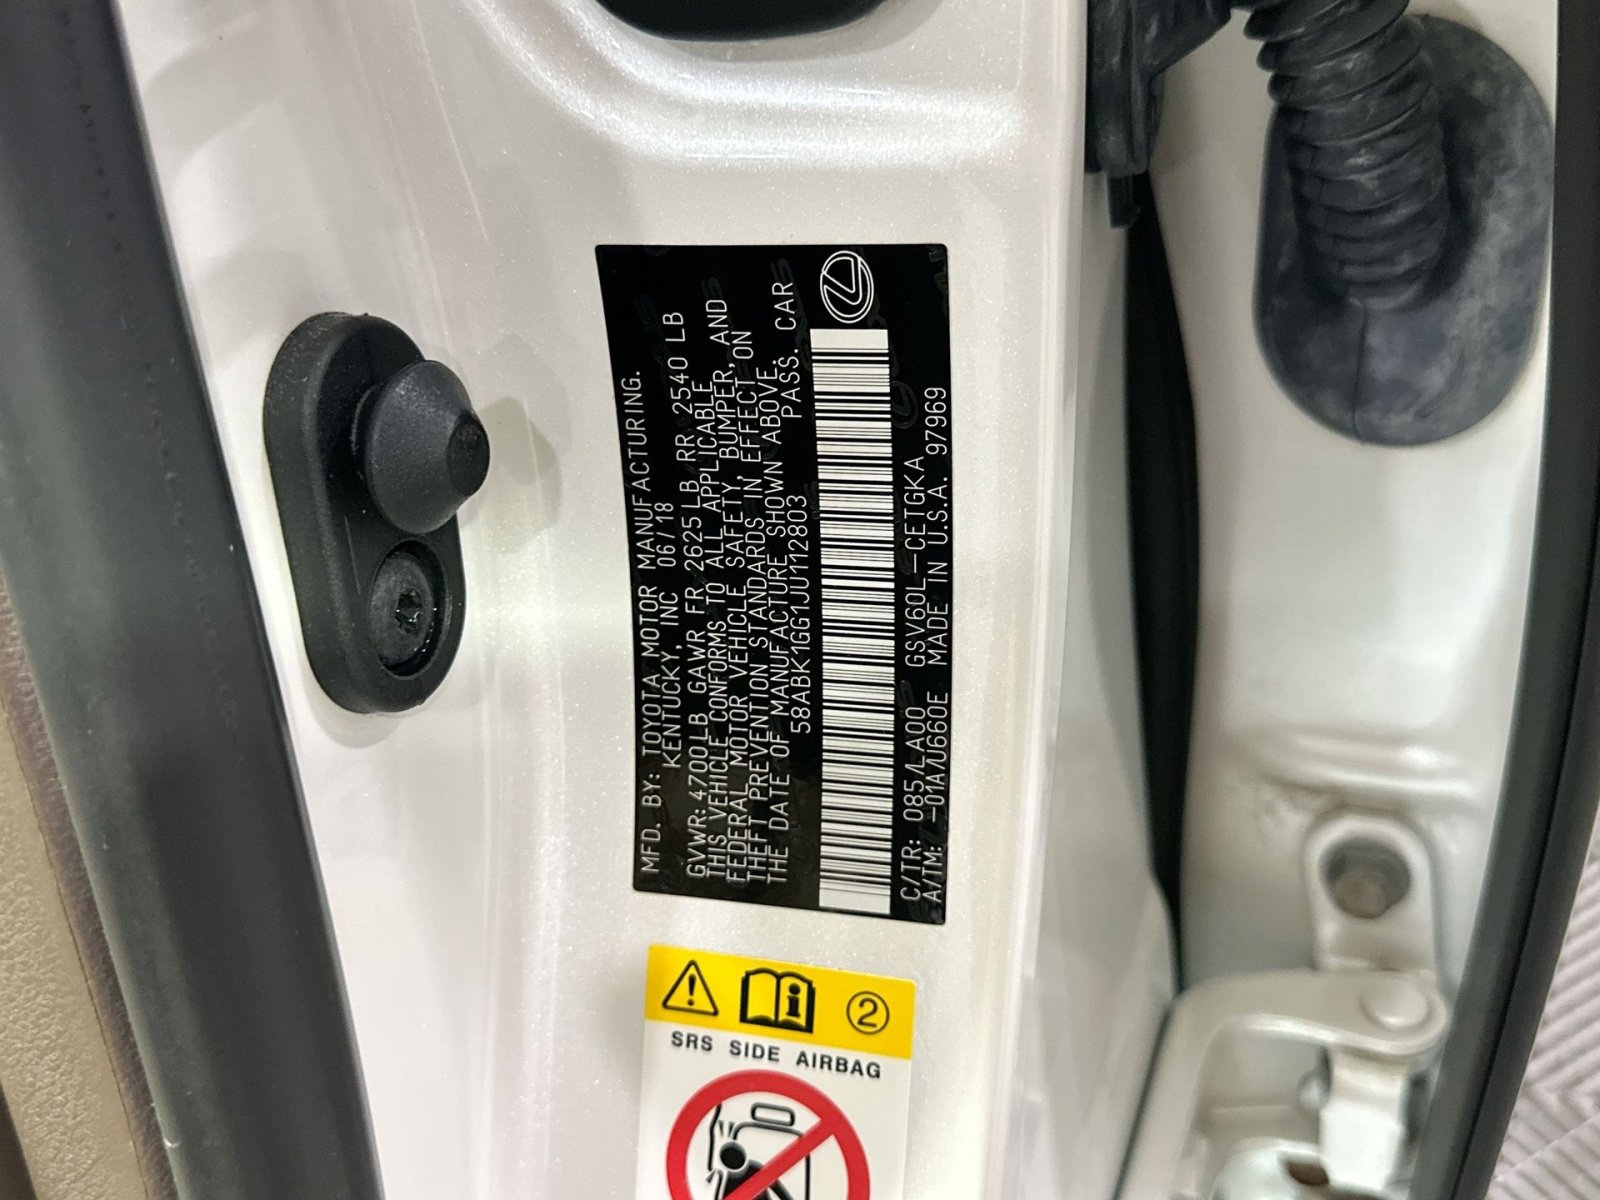 MFD. BY: TOYOTA MOTOR MANUFACTURING.
KENTUCKY, INC 06/18
GVWR: 4700 LB GAWR FR 2625 LB RR 2540 LB
THIS VEHICLE CONFORMS TO ALL APPLICABLE
FEDERAL MOTOR VEHICLE SAFETY, BUMPER, AND
THEFT PREVENTION STANDARDS IN EFFECT ON
THE DATE OF MANUFACTURE SHOWN ABOVE.
58ABK1GG1JU112803 PASS. CAR
C/TR: 085/LA00 GSV60L-CETGKA
A/TM: -01A/U660E MADE IN U.S.A. 97969
2
SRS SIDE AIRBAG